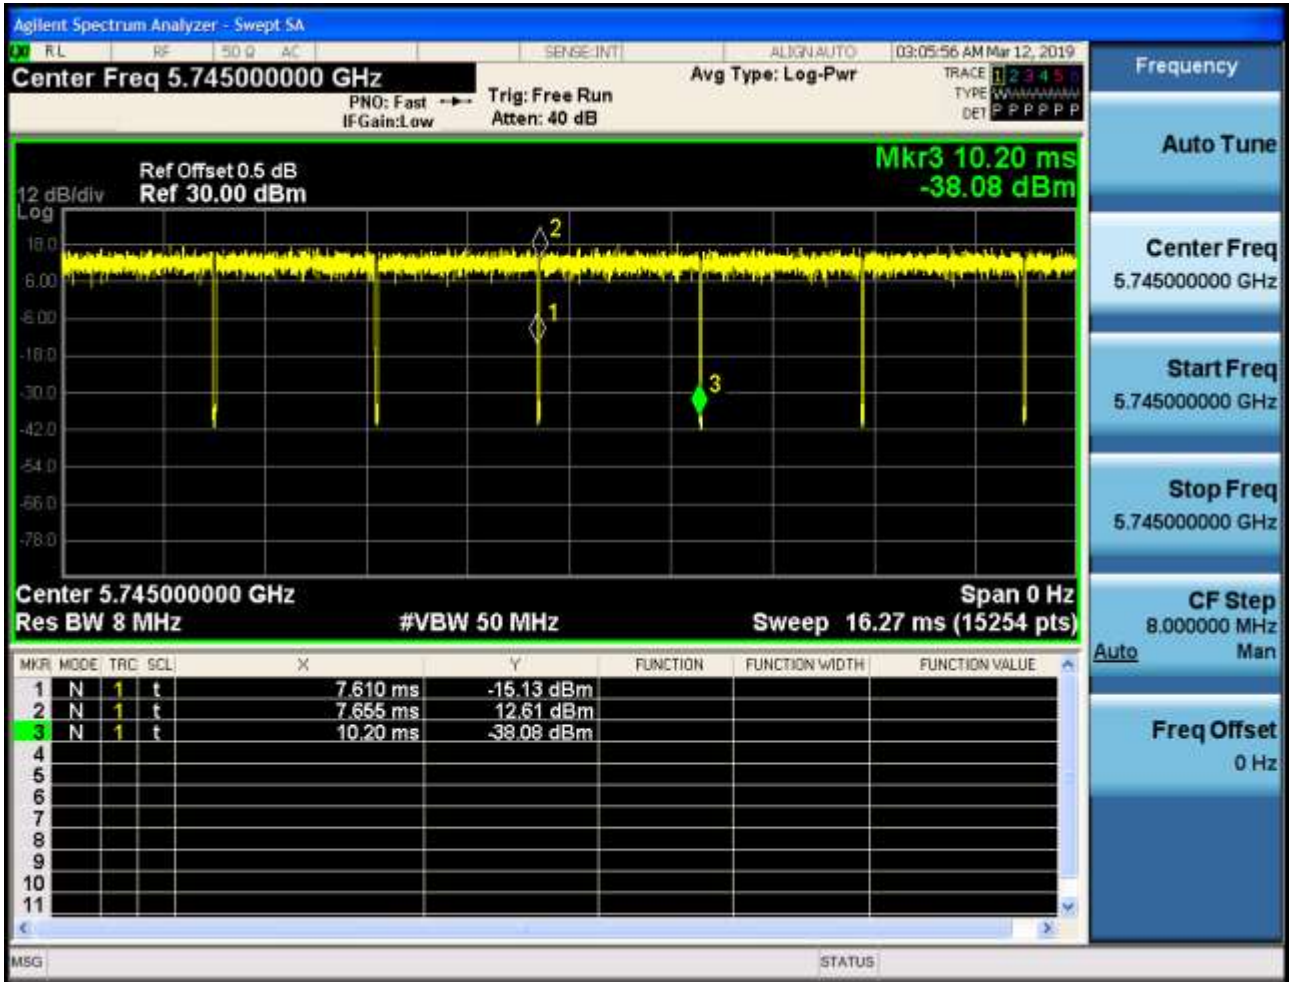 Agilent Spectrum Analyzer - Swept SA
RL RF 50 Ω AC SENSE:INT ALIGNAUTO 03:05:56 AM Mar 12, 2019
Center Freq 5.745000000 GHz
PNO: Fast
IFGain:Low
Trig: Free Run
Atten: 40 dB
Avg Type: Log-Pwr
TRACE 1 2 3 4 5 6
TYPE
DET P P P P P P
Mkr3 10.20 ms
-38.08 dBm
Ref Offset 0.5 dB
12 dB/div Ref 30.00 dBm
Log
18.0
6.00
-6.00
-18.0
-30.0
-42.0
-54.0
-66.0
-78.0
2
1
3
Center 5.745000000 GHz Span 0 Hz
Res BW 8 MHz #VBW 50 MHz Sweep 16.27 ms (15254 pts)
MKR MODE TRC SCL X Y FUNCTION FUNCTION WIDTH FUNCTION VALUE
1 N 1 t 7.610 ms -15.13 dBm
2 N 1 t 7.655 ms 12.61 dBm
3 N 1 t 10.20 ms -38.08 dBm
4
5
6
7
8
9
10
11
MSG STATUS
Frequency
Auto Tune
Center Freq
5.745000000 GHz
Start Freq
5.745000000 GHz
Stop Freq
5.745000000 GHz
CF Step
8.000000 MHz
Auto Man
Freq Offset
0 Hz